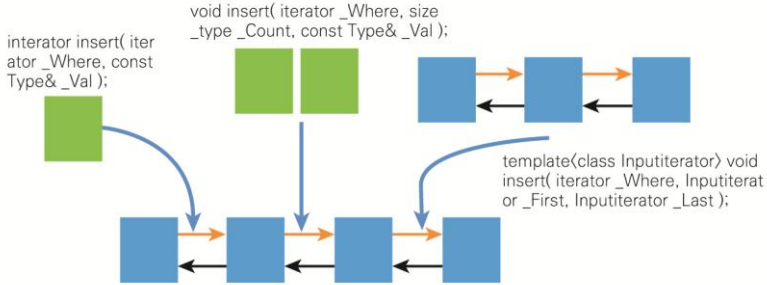 interator insert( iter
ator _Where, const
Type& _Val );
void insert( iterator _Where, size
_type _Count, const Type& _Val );
template<class Inputiterator> void
insert( iterator _Where, Inputiterat
or _First, Inputiterator _Last );